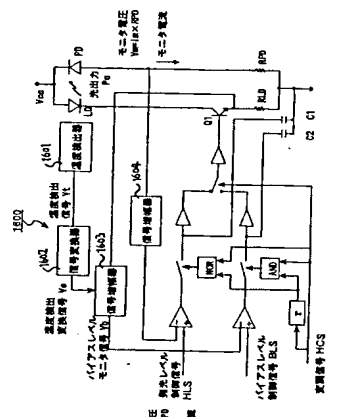 1600
Vcc
PD
LD
光出力
Po
モニタ電圧
Vm=Im×RPD
モニタ電流
1601
温度検出器
温度検出
信号 Vt
1602
信号変換器
温度検出
変換信号 Ve
1603
信号増幅器
1604
信号増幅器
バイアスレベル
モニタ信号 Vb
Q1
RLD
RPD
C1
C2
発光レベル
制御信号
HLS
NOR
AND
T
バイアスレベル
制御信号 BLS
変調信号 MCS
圧
PD